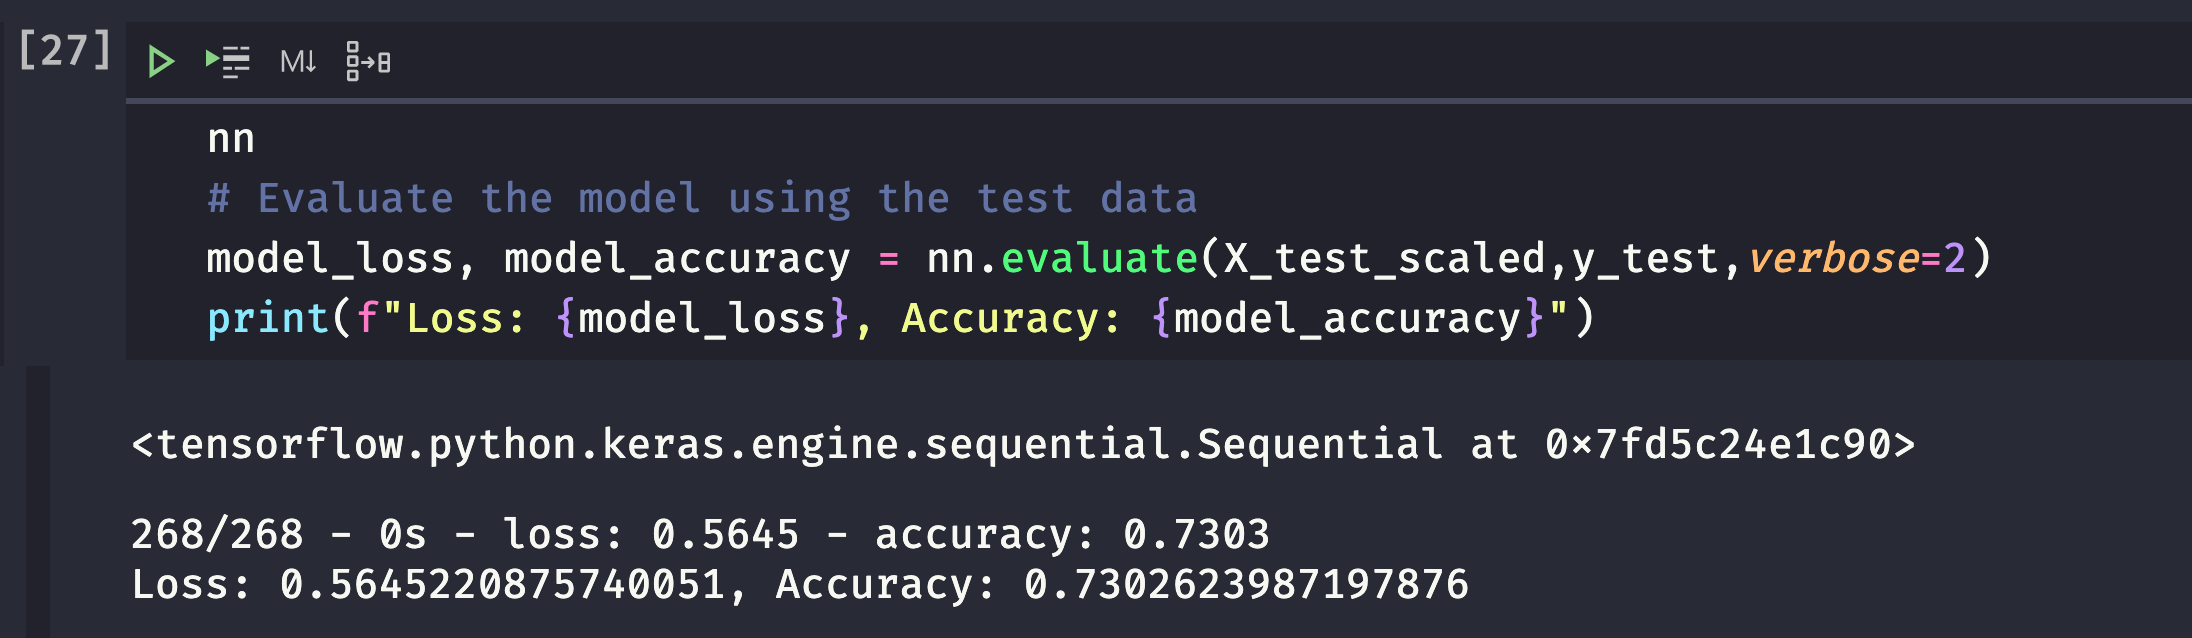 [27]
M↓
nn
# Evaluate the model using the test data
model_loss, model_accuracy = nn.evaluate(X_test_scaled,y_test,verbose=2)
print(f"Loss: {model_loss}, Accuracy: {model_accuracy}")
<tensorflow.python.keras.engine.sequential.Sequential at 0x7fd5c24e1c90>
268/268 - 0s - loss: 0.5645 - accuracy: 0.7303
Loss: 0.5645220875740051, Accuracy: 0.7302623987197876